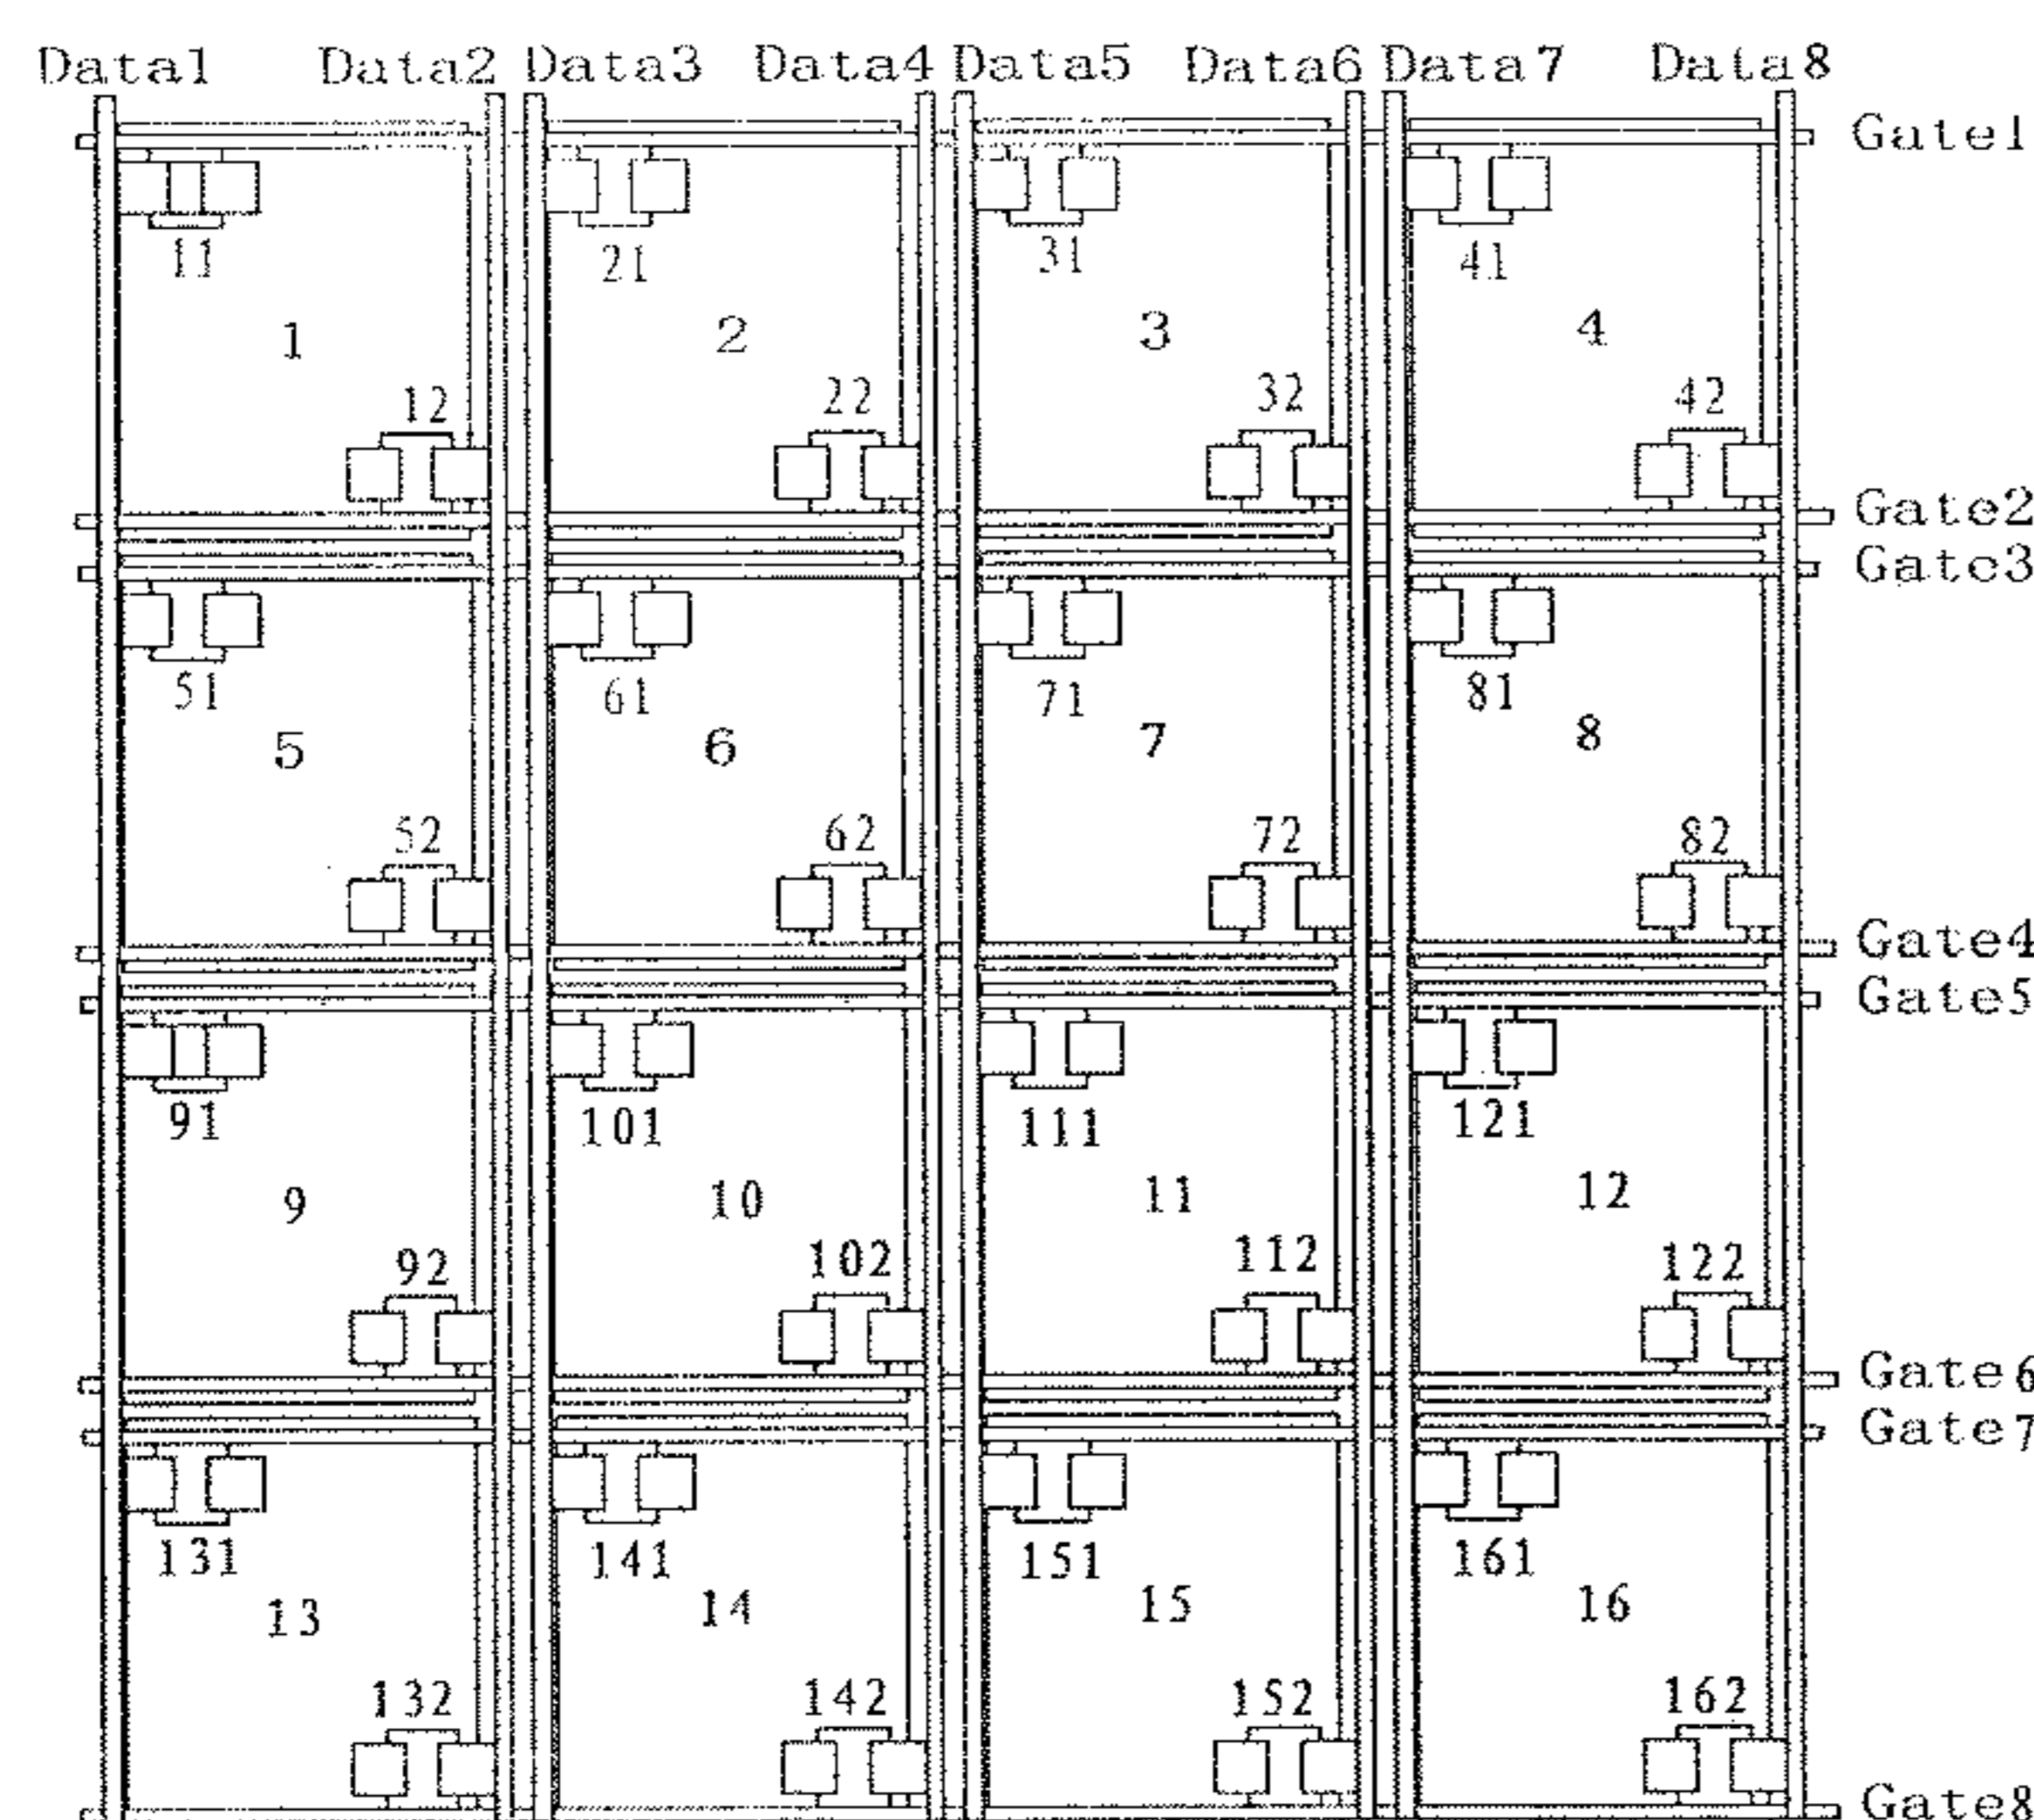 Data1 Data2 Data3 Data4 Data5 Data6 Data7 Data8
Gate1
11 21 31 41
1 2 3 4
12 22 32 42
Gate2
Gate3
51 61 71 81
5 6 7 8
52 62 72 82
Gate4
Gate5
91 101 111 121
9 10 11 12
92 102 112 122
Gate6
Gate7
131 141 151 161
13 14 15 16
132 142 152 162
Gate8